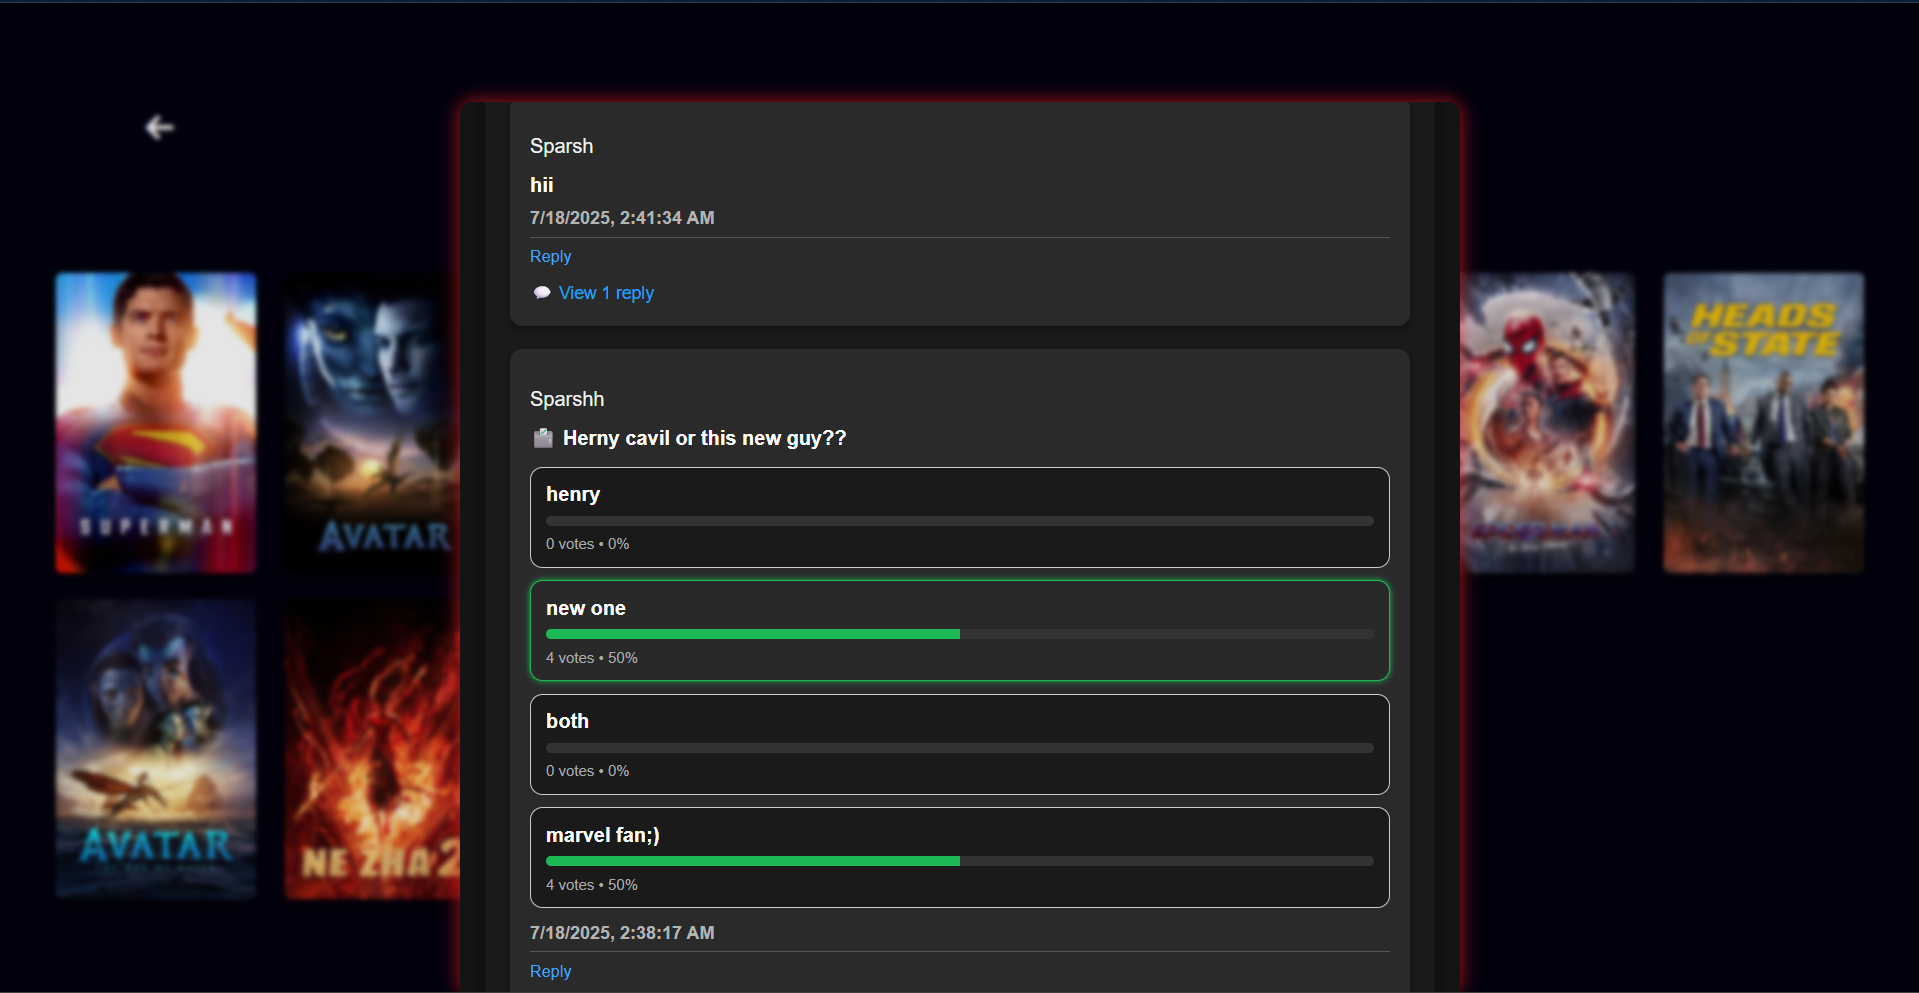 Sparsh
hii
7/18/2025, 2:41:34 AM
Reply
View 1 reply
Sparshh
Herny cavil or this new guy??
henry
0 votes • 0%
new one
4 votes • 50%
both
0 votes • 0%
marvel fan;)
4 votes • 50%
7/18/2025, 2:38:17 AM
Reply
SUPERMAN
AVATAR
HEADS
OF STATE
AVATAR
NE ZHA 2